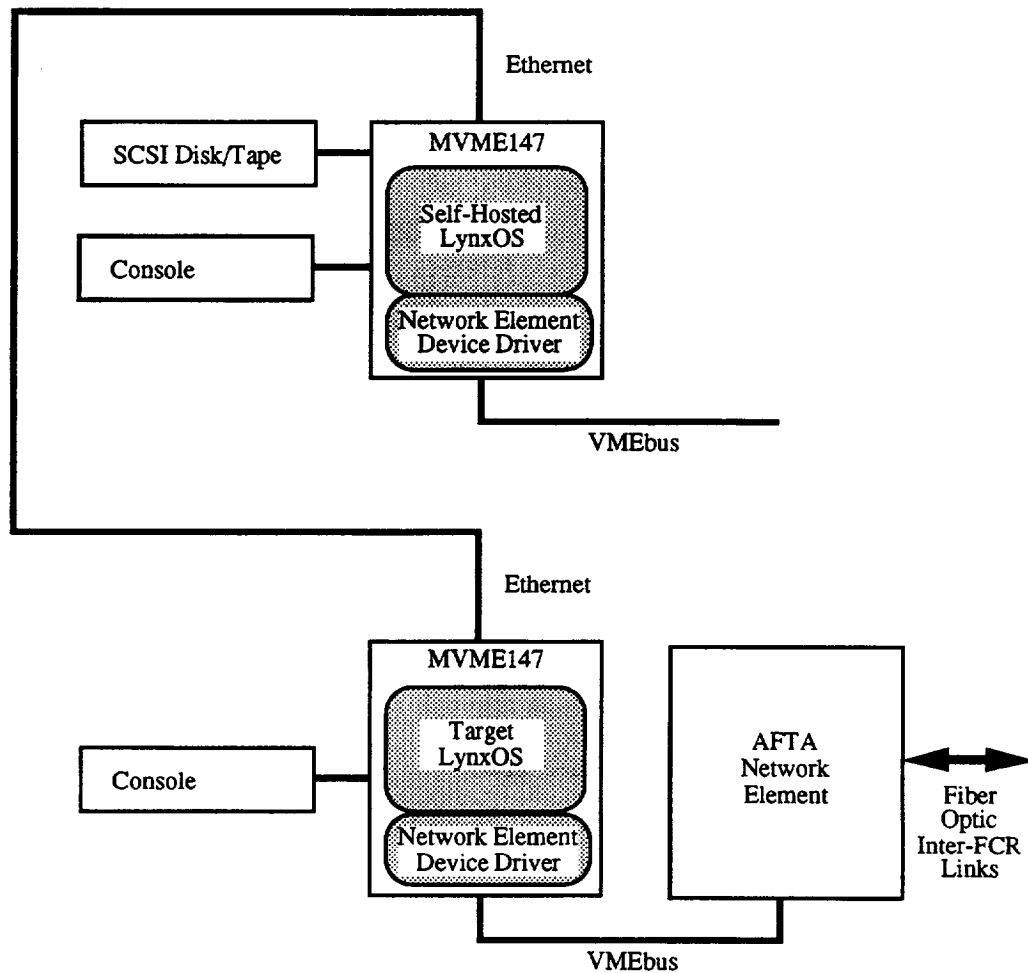 Ethernet
MVME147
SCSI Disk/Tape
Self-Hosted
LynxOS
Console
Network Element
Device Driver
VMEbus
Ethernet
MVME147
Target
LynxOS
AFTA
Network
Element
Console
Fiber
Optic
Inter-FCR
Links
Network Element
Device Driver
VMEbus